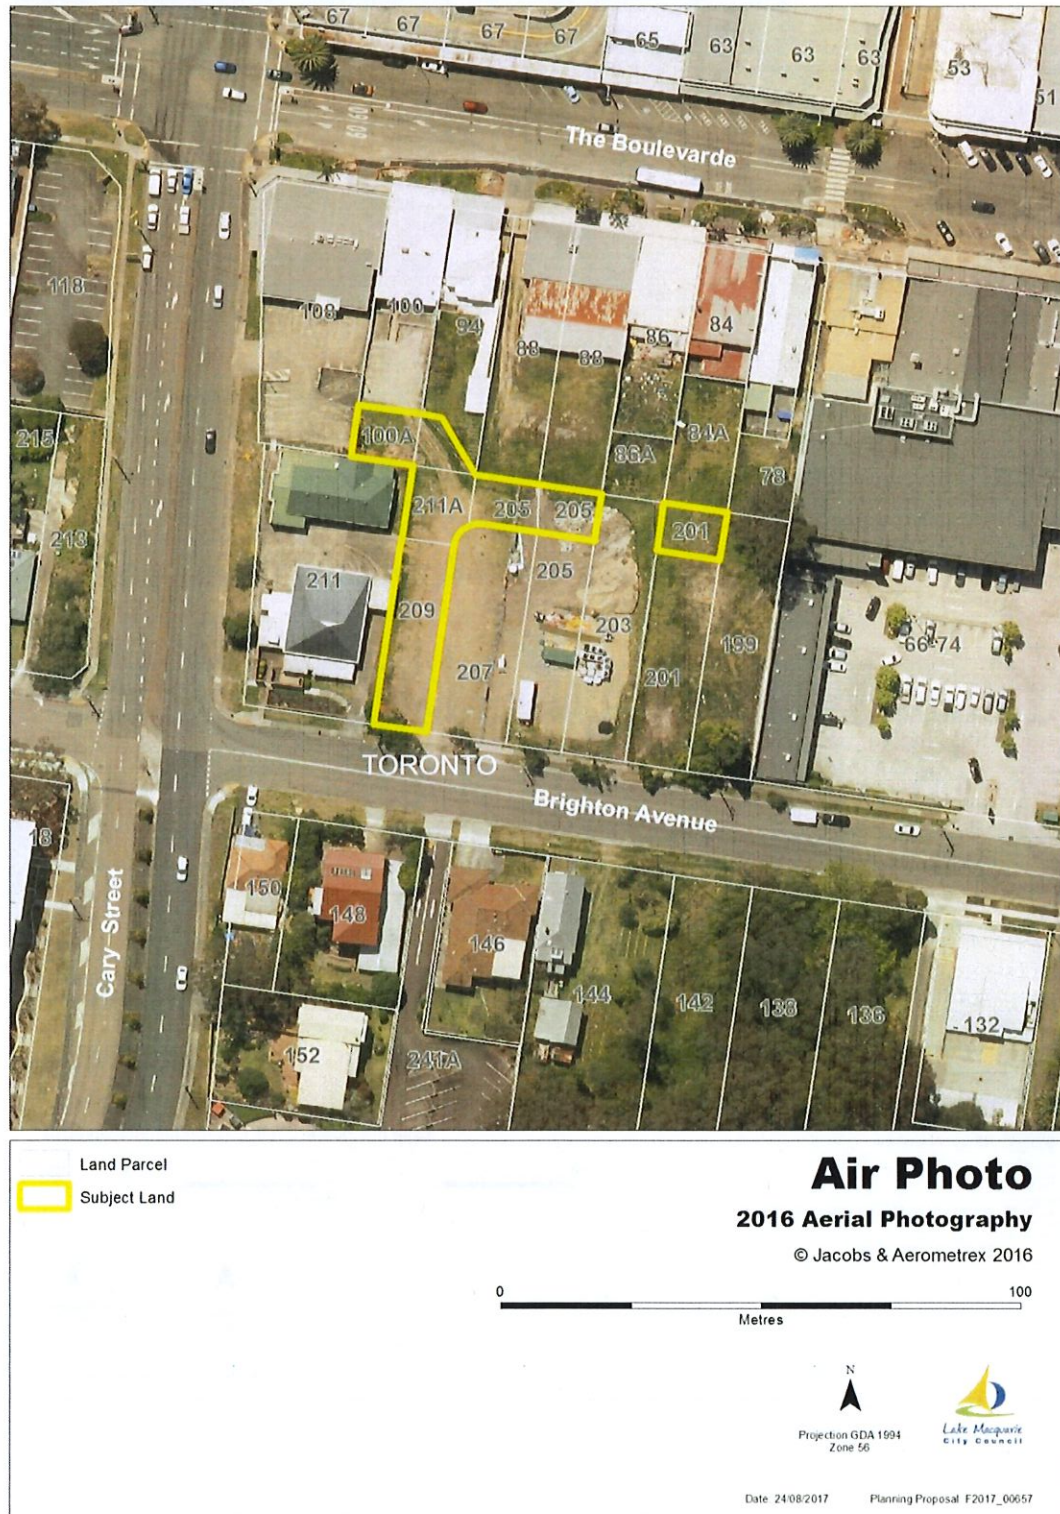 67
67
67
67
65
63
63
63
53
51
60 60
The Boulevarde
118
108
100
94
88
88
86
84
100A
86A
84A
78
215
213
211A
205
205
201
211
209
205
203
207
201
199
66-74
TORONTO
Brighton Avenue
18
Cary Street
150
148
146
144
142
138
136
132
152
241A
Land Parcel
Subject Land
Air Photo
2016 Aerial Photography
© Jacobs & Aerometrex 2016
0 100
Metres
N
Projection GDA 1994
Zone 56
Lake Macquarie
City Council
Date 24/08/2017 Planning Proposal F2017_00657